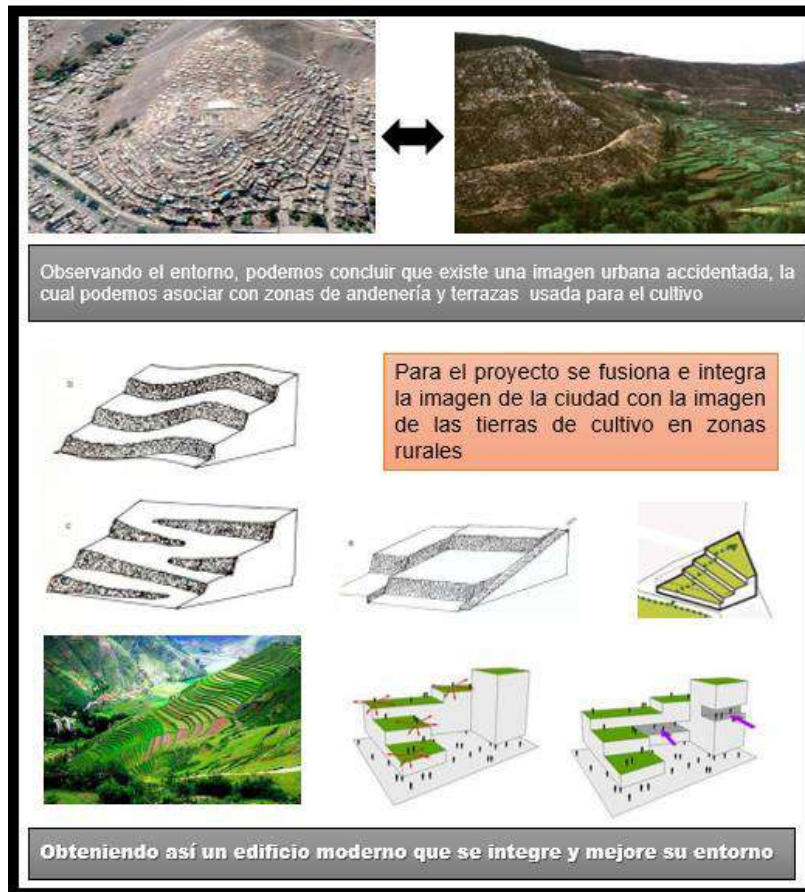 Observando el entorno, podemos concluir que existe una imagen urbana accidentada, la
cual podemos asociar con zonas de andenería y terrazas usada para el cultivo
Para el proyecto se fusiona e integra
la imagen de la ciudad con la imagen
de las tierras de cultivo en zonas
rurales
Obteniendo así un edificio moderno que se integre y mejore su entorno